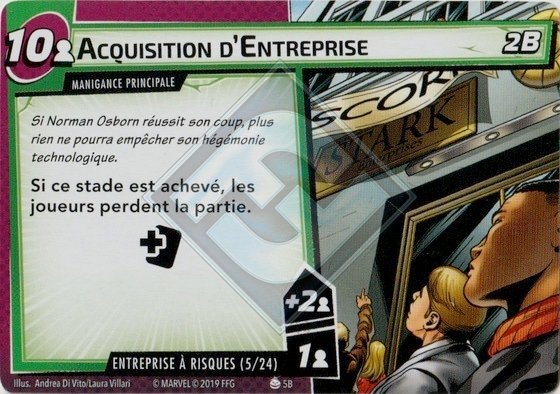 10 ACQUISITION D'ENTREPRISE 2B
MANIGANCE PRINCIPALE
Si Norman Osborn réussit son coup, plus
rien ne pourra empêcher son hégémonie
technologique.
Si ce stade est achevé, les
joueurs perdent la partie.
+2
1
ENTREPRISE À RISQUES (5/24)
Illus. Andrea Di Vito/Laura Villari © MARVEL © 2019 FFG 5B
SCOR
STARK